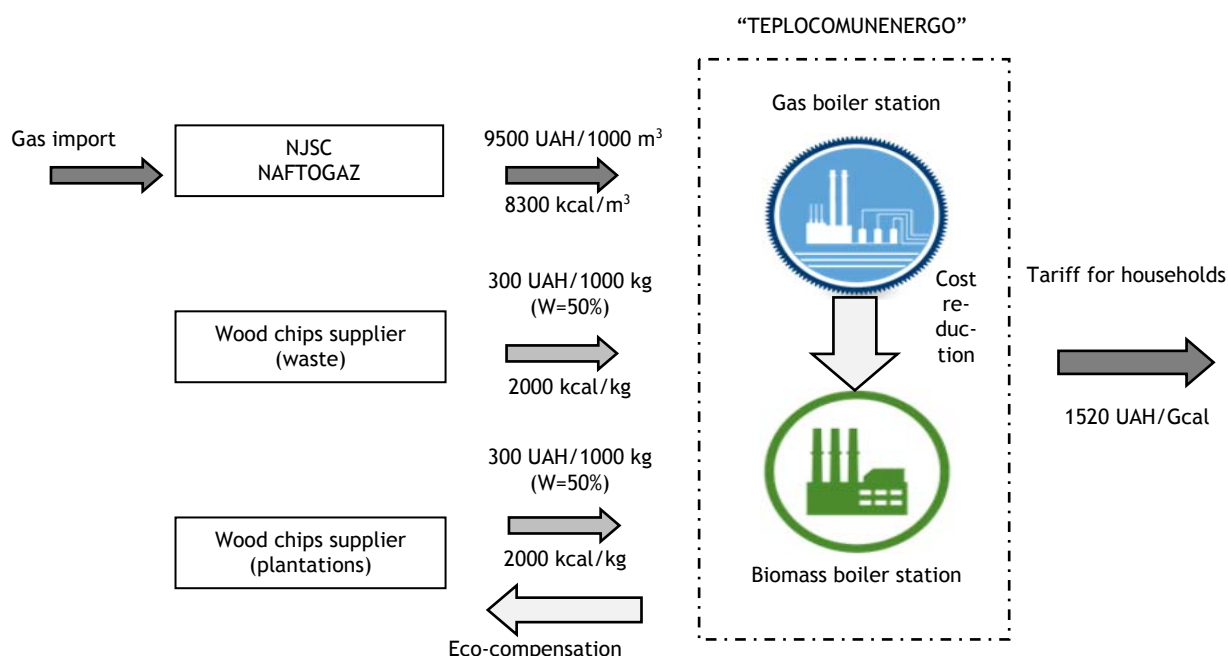 “TEPLOCOMUNENERGO”
Gas boiler station
Gas import
NJSC
NAFTOGAZ
9500 UAH/1000 m³
8300 kcal/m³
300 UAH/1000 kg
(W=50%)
Wood chips supplier
(waste)
2000 kcal/kg
Cost
re-
duc-
tion
Tariff for households
1520 UAH/Gcal
300 UAH/1000 kg
(W=50%)
Wood chips supplier
(plantations)
2000 kcal/kg
Biomass boiler station
Eco-compensation